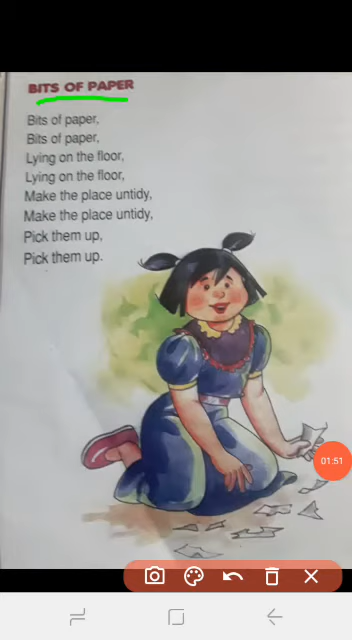 BITS OF PAPER
Bits of paper,
Bits of paper,
Lying on the floor,
Lying on the floor,
Make the place untidy,
Make the place untidy,
Pick them up,
Pick them up.
01:51